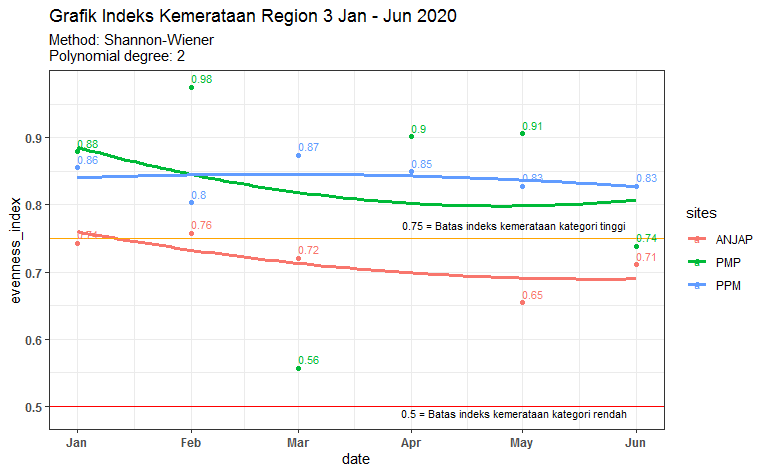 Grafik Indeks Kemerataan Region 3 Jan - Jun 2020
Method: Shannon-Wiener
Polynomial degree: 2
evenness_index
0.9
0.8
0.7
0.6
0.5
0.98
0.88
0.86
0.8
0.87
0.9
0.85
0.91
0.83
0.83
0.76
0.74
0.72
0.65
0.74
0.71
0.56
0.75 = Batas indeks kemerataan kategori tinggi
0.5 = Batas indeks kemerataan kategori rendah
Jan Feb Mar Apr May Jun
date
sites
ANJAP
PMP
PPM